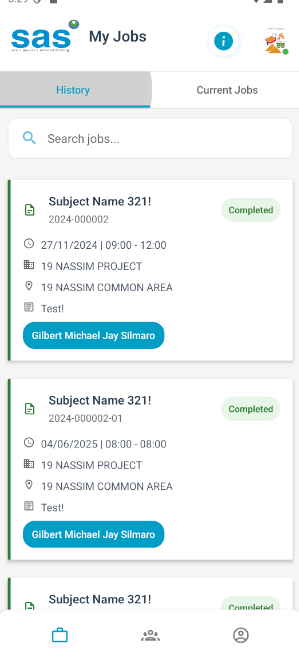 sas
My Jobs
History
Current Jobs
Search jobs...
Subject Name 321!
Completed
2024-000002
27/11/2024 | 09:00 - 12:00
19 NASSIM PROJECT
19 NASSIM COMMON AREA
Test!
Gilbert Michael Jay Silmaro
Subject Name 321!
Completed
2024-000002-01
04/06/2025 | 08:00 - 08:00
19 NASSIM PROJECT
19 NASSIM COMMON AREA
Test!
Gilbert Michael Jay Silmaro
Subject Name 321!
Completed